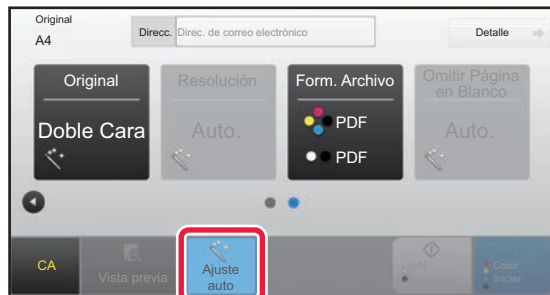 Original
A4
Direcc.
Direc. de correo electrónico
Detalle
Original
Doble Cara
Resolución
Auto.
Form. Archivo
PDF
PDF
Omitir Página
en Blanco
Auto.
CA
Vista previa
Ajuste
auto
B/N
Iniciar
Color
Iniciar